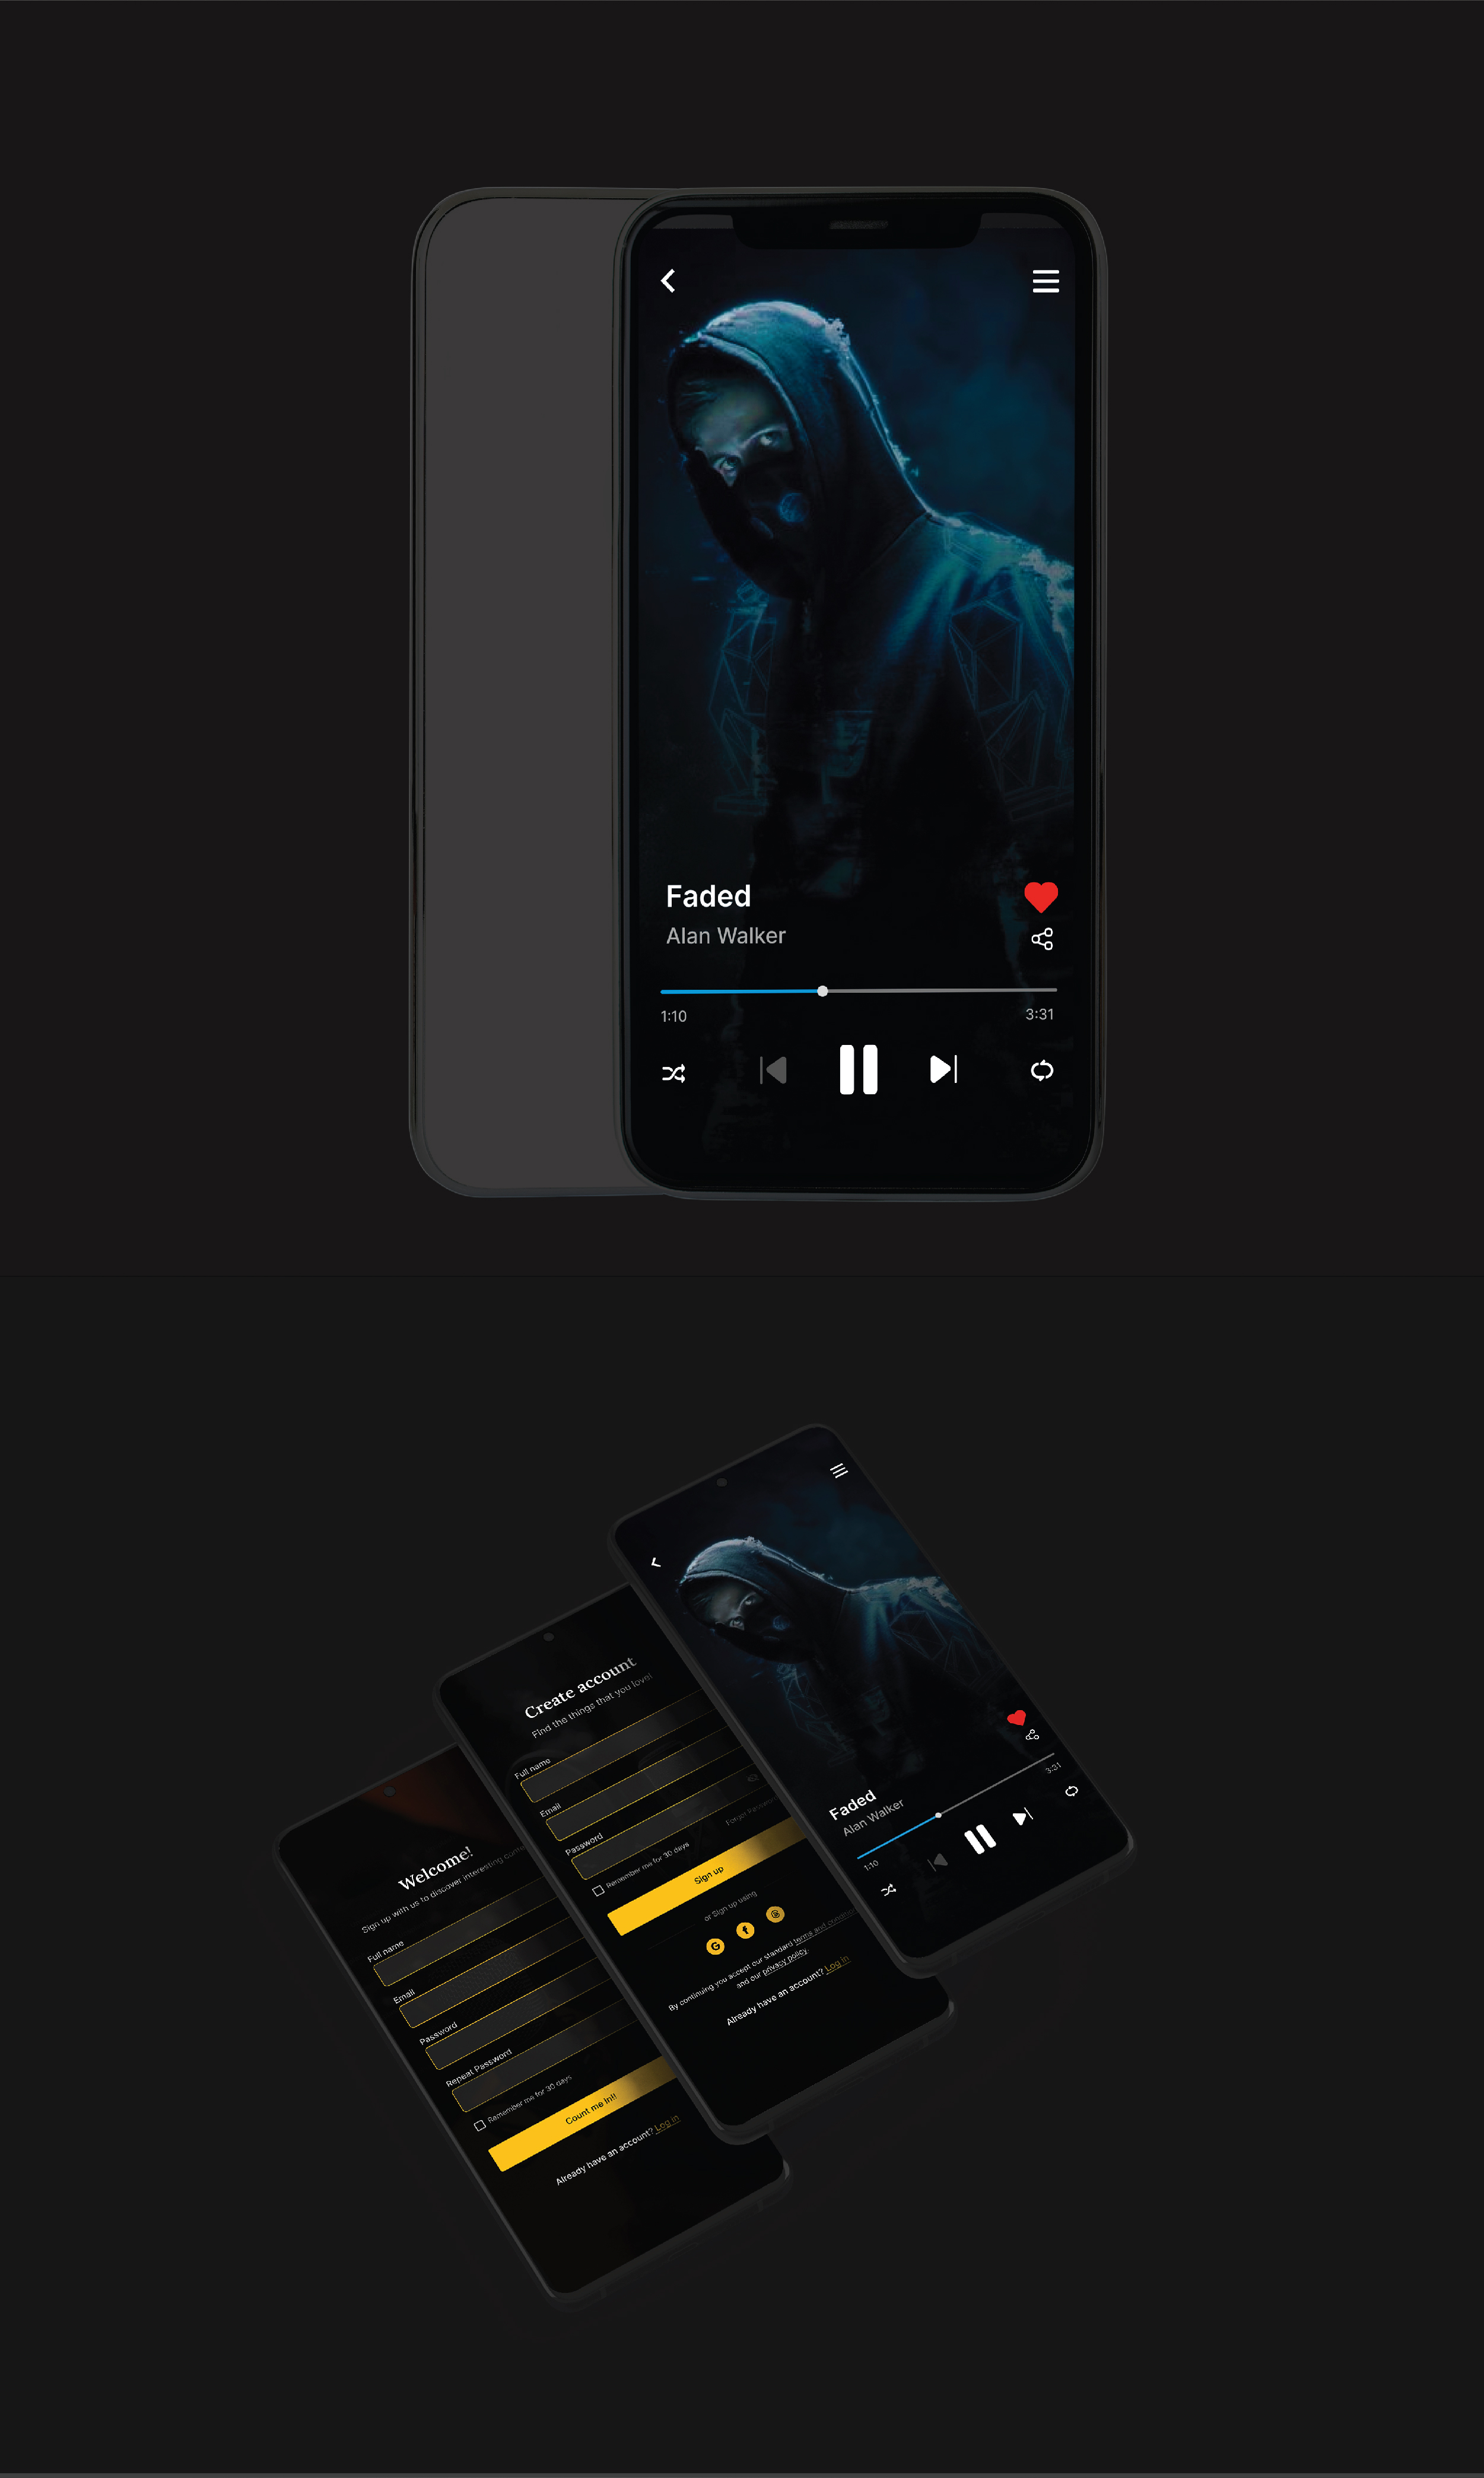 Faded
Alan Walker
1:10
3:31
Create account
Find the things that you love!
Full name
Email
Password
Forgot Password
Remember me for 30 days
Sign up
or Sign up using
G
f
By continuing you accept our standard terms and conditions
and our privacy policy.
Already have an account? Log in
Faded
Alan Walker
1:10
3:31
Welcome!
Sign up with us to discover interesting
Full name
Email
Password
Repeat Password
Remember me for 30 days
Count me in!!
Already have an account? Log in